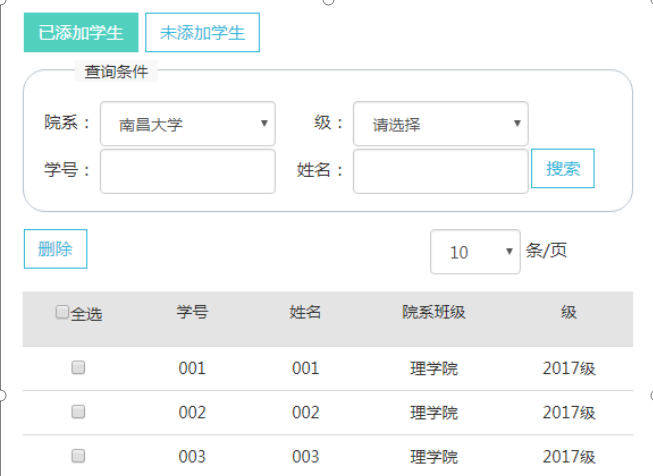 已添加学生 未添加学生
查询条件
院系： 南昌大学 级： 请选择
学号： 姓名： 搜索
删除 10 条/页
全选 学号 姓名 院系班级 级
001 001 理学院 2017级
002 002 理学院 2017级
003 003 理学院 2017级